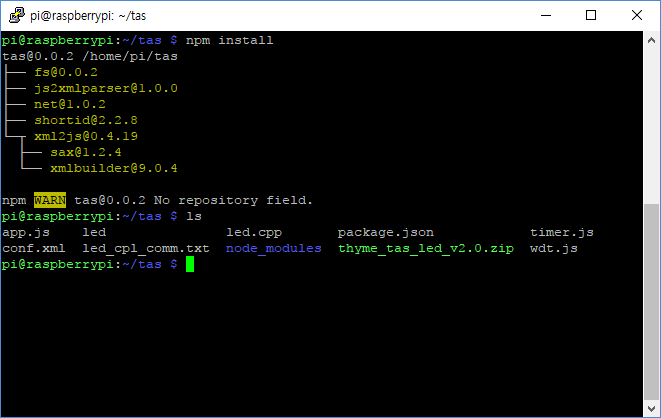 pi@raspberrypi: ~/tas
pi@raspberrypi:~/tas $ npm install
tas@0.0.2 /home/pi/tas
├── fs@0.0.2
├── js2xmlparser@1.0.0
├── net@1.0.2
├── shortid@2.2.8
└─┬ xml2js@0.4.19
  ├── sax@1.2.4
  └── xmlbuilder@9.0.4
npm WARN tas@0.0.2 No repository field.
pi@raspberrypi:~/tas $ ls
app.js    led               led.cpp       package.json            timer.js
conf.xml  led_cpl_comm.txt  node_modules  thyme_tas_led_v2.0.zip  wdt.js
pi@raspberrypi:~/tas $